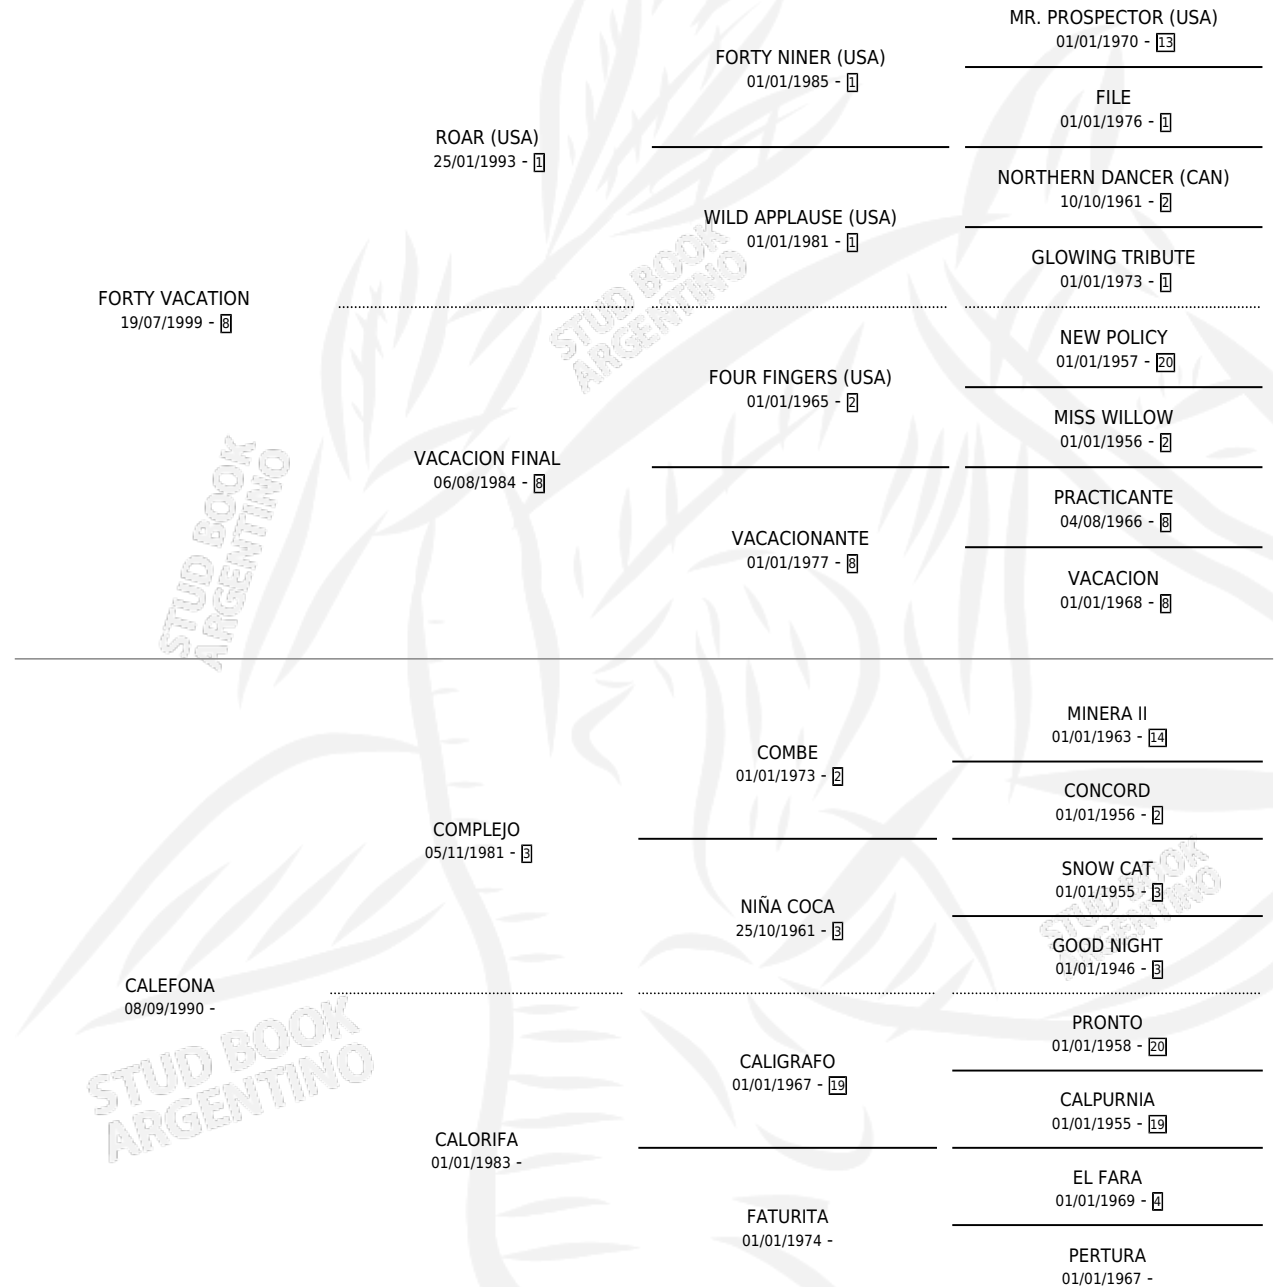 MR. PROSPECTOR (USA)
01/01/1970 - 13
FORTY NINER (USA)
01/01/1985 - 1
FILE
01/01/1976 - 1
ROAR (USA)
25/01/1993 - 1
NORTHERN DANCER (CAN)
10/10/1961 - 2
WILD APPLAUSE (USA)
01/01/1981 - 1
GLOWING TRIBUTE
01/01/1973 - 1
FORTY VACATION
19/07/1999 - 8
NEW POLICY
01/01/1957 - 20
FOUR FINGERS (USA)
01/01/1965 - 2
MISS WILLOW
01/01/1956 - 2
VACACION FINAL
06/08/1984 - 8
PRACTICANTE
04/08/1966 - 8
VACACIONANTE
01/01/1977 - 8
VACACION
01/01/1968 - 8
MINERA II
01/01/1963 - 14
COMBE
01/01/1973 - 2
CONCORD
01/01/1956 - 2
COMPLEJO
05/11/1981 - 3
SNOW CAT
01/01/1955 - 3
NIÑA COCA
25/10/1961 - 3
GOOD NIGHT
01/01/1946 - 3
CALEFONA
08/09/1990 -
PRONTO
01/01/1958 - 20
CALIGRAFO
01/01/1967 - 19
CALPURNIA
01/01/1955 - 19
CALORIFA
01/01/1983 -
EL FARA
01/01/1969 - 4
FATURITA
01/01/1974 -
PERTURA
01/01/1967 -
STUD BOOK
ARGENTINO
STUD BOOK
ARGENTINO
STUD BOOK
ARGENTINO
STUD BOOK
ARGENTINO